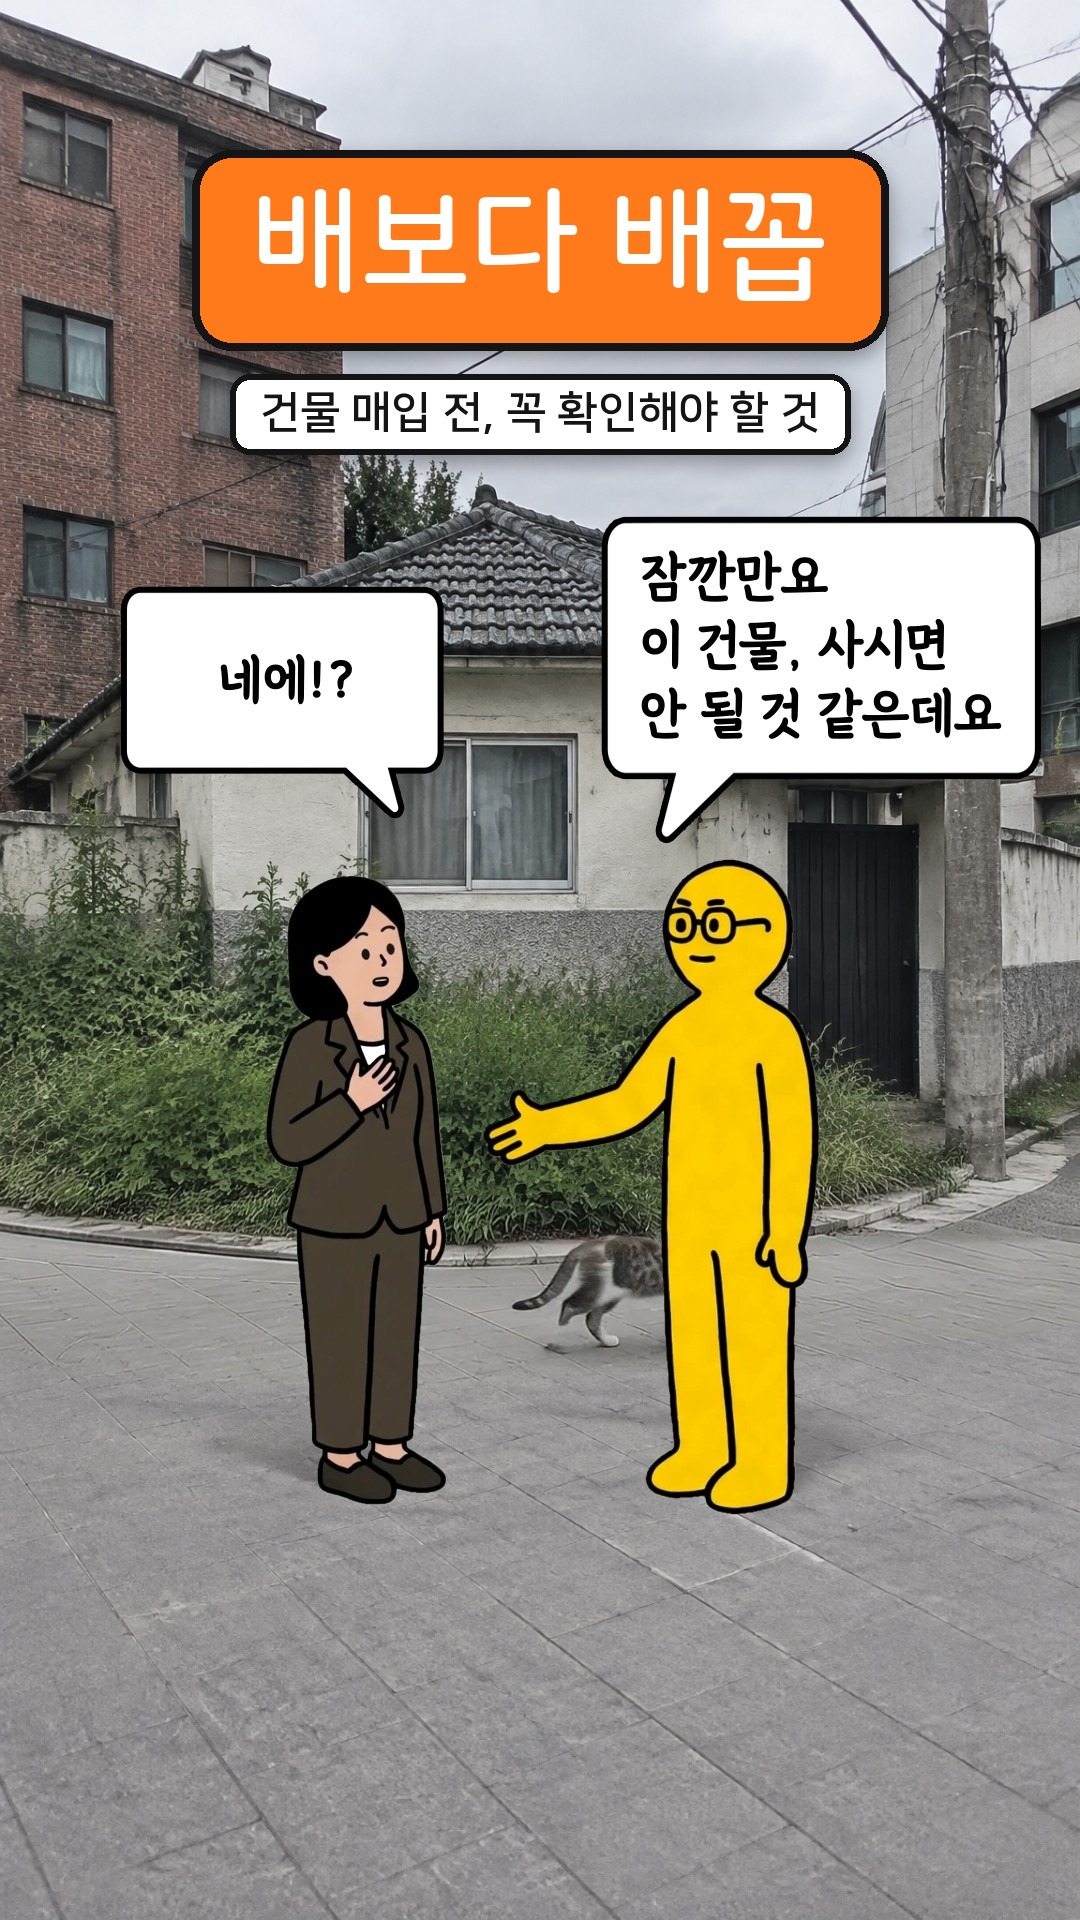 배보다 배꼽
건물 매입 전, 꼭 확인해야 할 것
잠깐만요
이 건물, 사시면
안 될 것 같은데요
네에!?